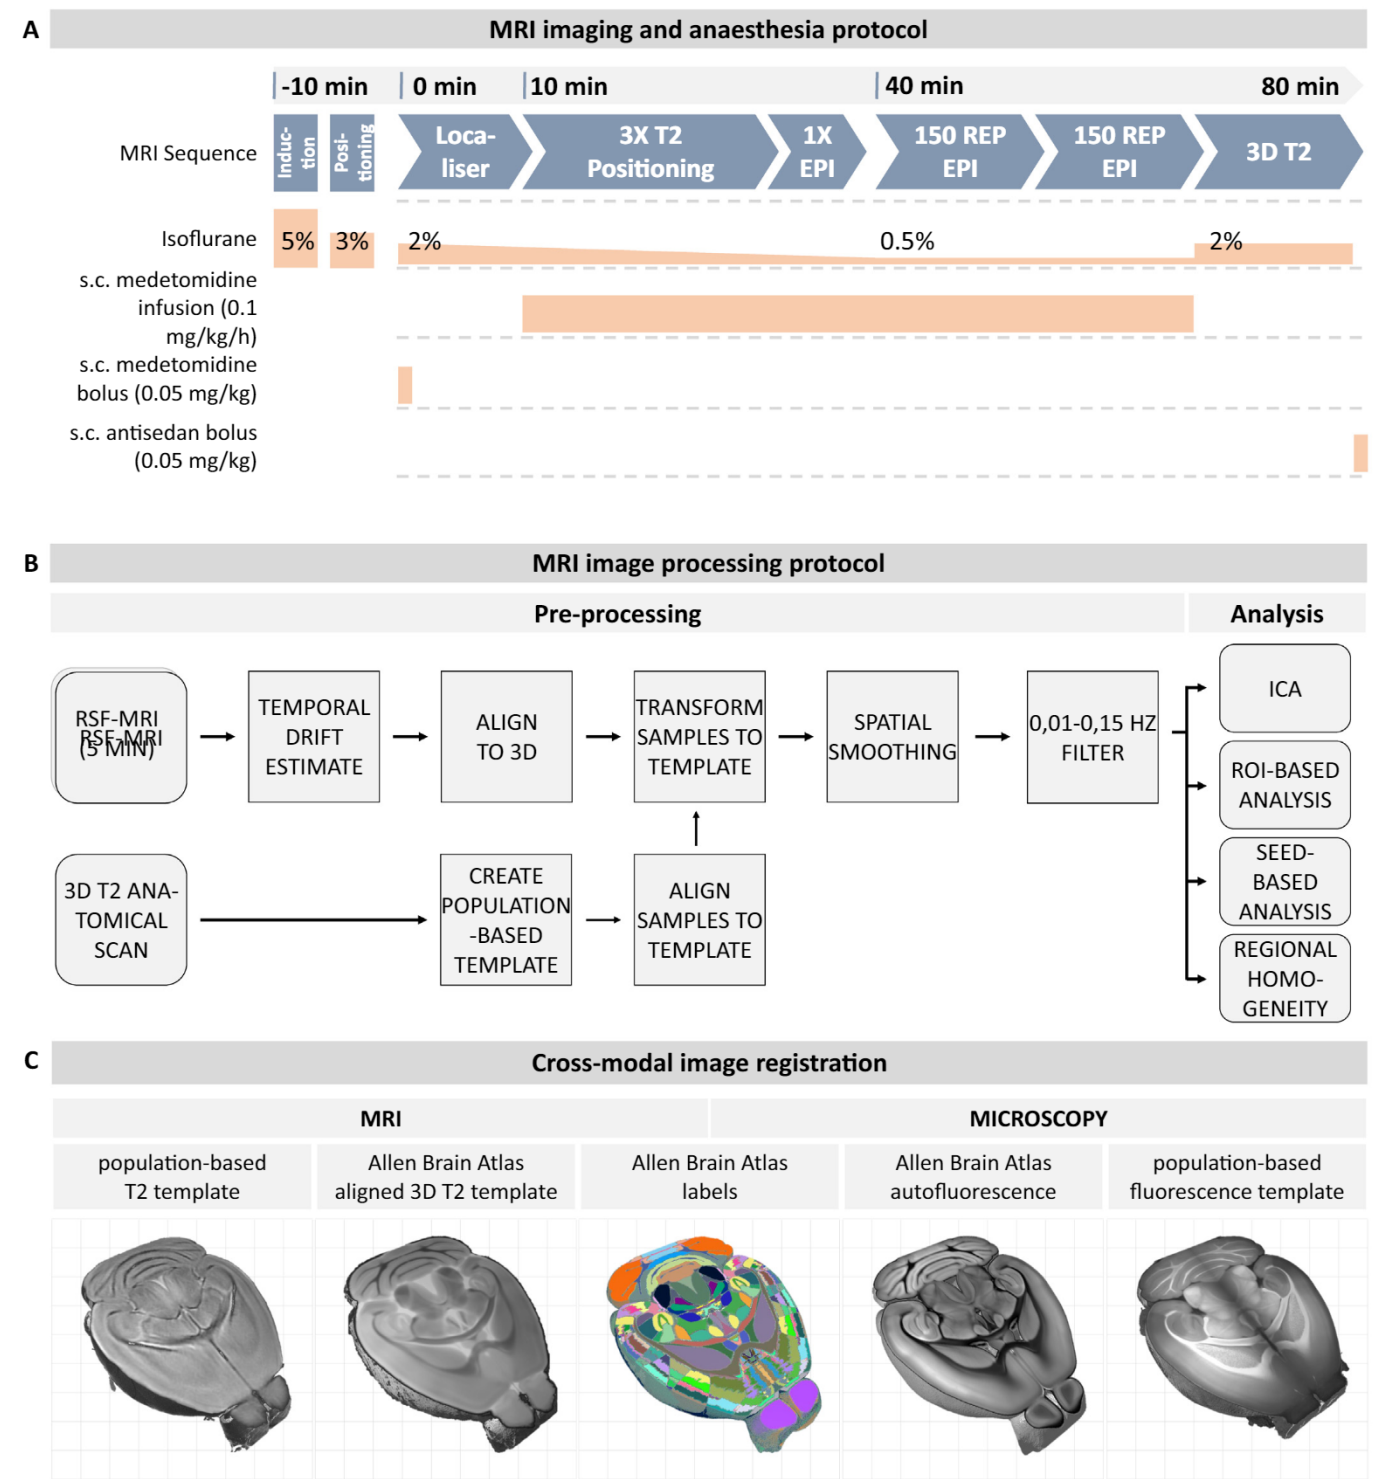 A
MRI imaging and anaesthesia protocol
-10 min
0 min
10 min
40 min
80 min
MRI Sequence
Induc-
tion
Posi-
tioning
Loca-
liser
3X T2
Positioning
1X
EPI
150 REP
EPI
150 REP
EPI
3D T2
Isoflurane
5%
3%
2%
0.5%
2%
s.c. medetomidine
infusion (0.1
mg/kg/h)
s.c. medetomidine
bolus (0.05 mg/kg)
s.c. antisedan bolus
(0.05 mg/kg)
B
MRI image processing protocol
Pre-processing
Analysis
RSF-MRI
(5 MIN)
RSF-MRI
TEMPORAL
DRIFT
ESTIMATE
ALIGN
TO 3D
TRANSFORM
SAMPLES TO
TEMPLATE
SPATIAL
SMOOTHING
0,01-0,15 HZ
FILTER
ICA
ROI-BASED
ANALYSIS
SEED-
BASED
ANALYSIS
REGIONAL
HOMO-
GENEITY
3D T2 ANA-
TOMICAL
SCAN
CREATE
POPULATION
-BASED
TEMPLATE
ALIGN
SAMPLES TO
TEMPLATE
C
Cross-modal image registration
MRI
MICROSCOPY
population-based
T2 template
Allen Brain Atlas
aligned 3D T2 template
Allen Brain Atlas
labels
Allen Brain Atlas
autofluorescence
population-based
fluorescence template